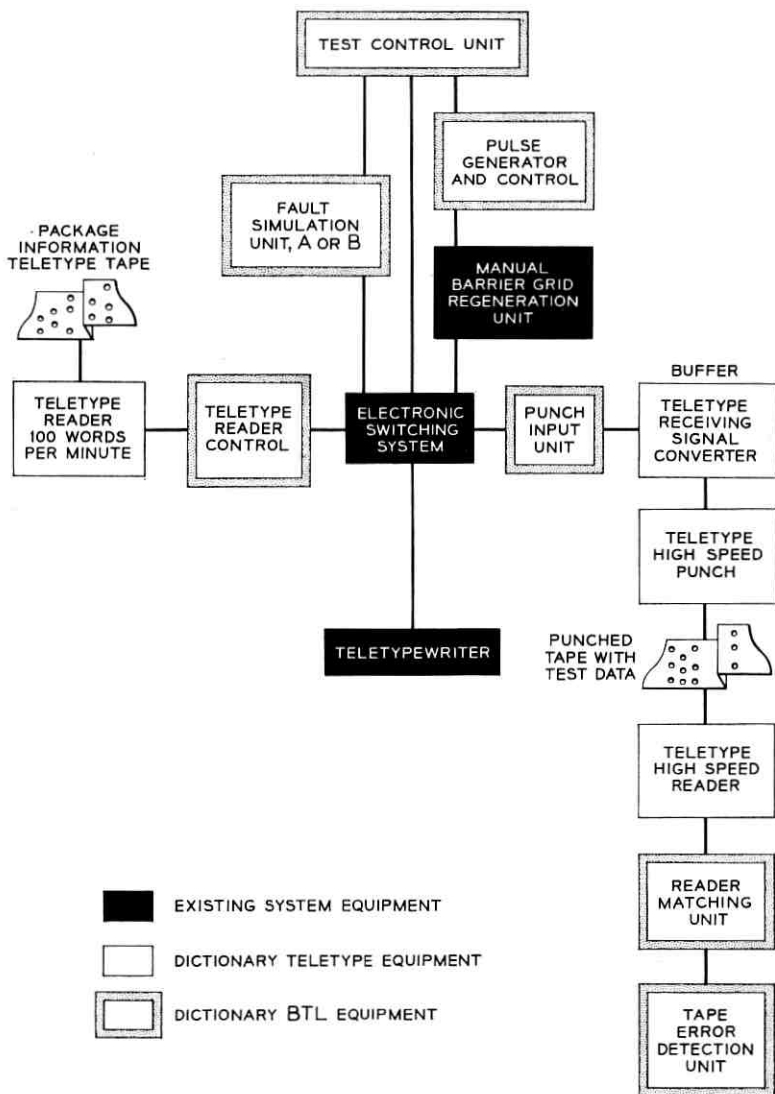 TEST CONTROL UNIT
PULSE
GENERATOR
AND CONTROL
FAULT
SIMULATION
UNIT, A OR B
PACKAGE
INFORMATION
TELETYPE TAPE
MANUAL
BARRIER GRID
REGENERATION
UNIT
TELETYPE
READER
100 WORDS
PER MINUTE
TELETYPE
READER
CONTROL
ELECTRONIC
SWITCHING
SYSTEM
PUNCH
INPUT
UNIT
BUFFER
TELETYPE
RECEIVING
SIGNAL
CONVERTER
TELETYPE
HIGH SPEED
PUNCH
TELETYPEWRITER
PUNCHED
TAPE WITH
TEST DATA
TELETYPE
HIGH SPEED
READER
READER
MATCHING
UNIT
TAPE
ERROR
DETECTION
UNIT
EXISTING SYSTEM EQUIPMENT
DICTIONARY TELETYPE EQUIPMENT
DICTIONARY BTL EQUIPMENT